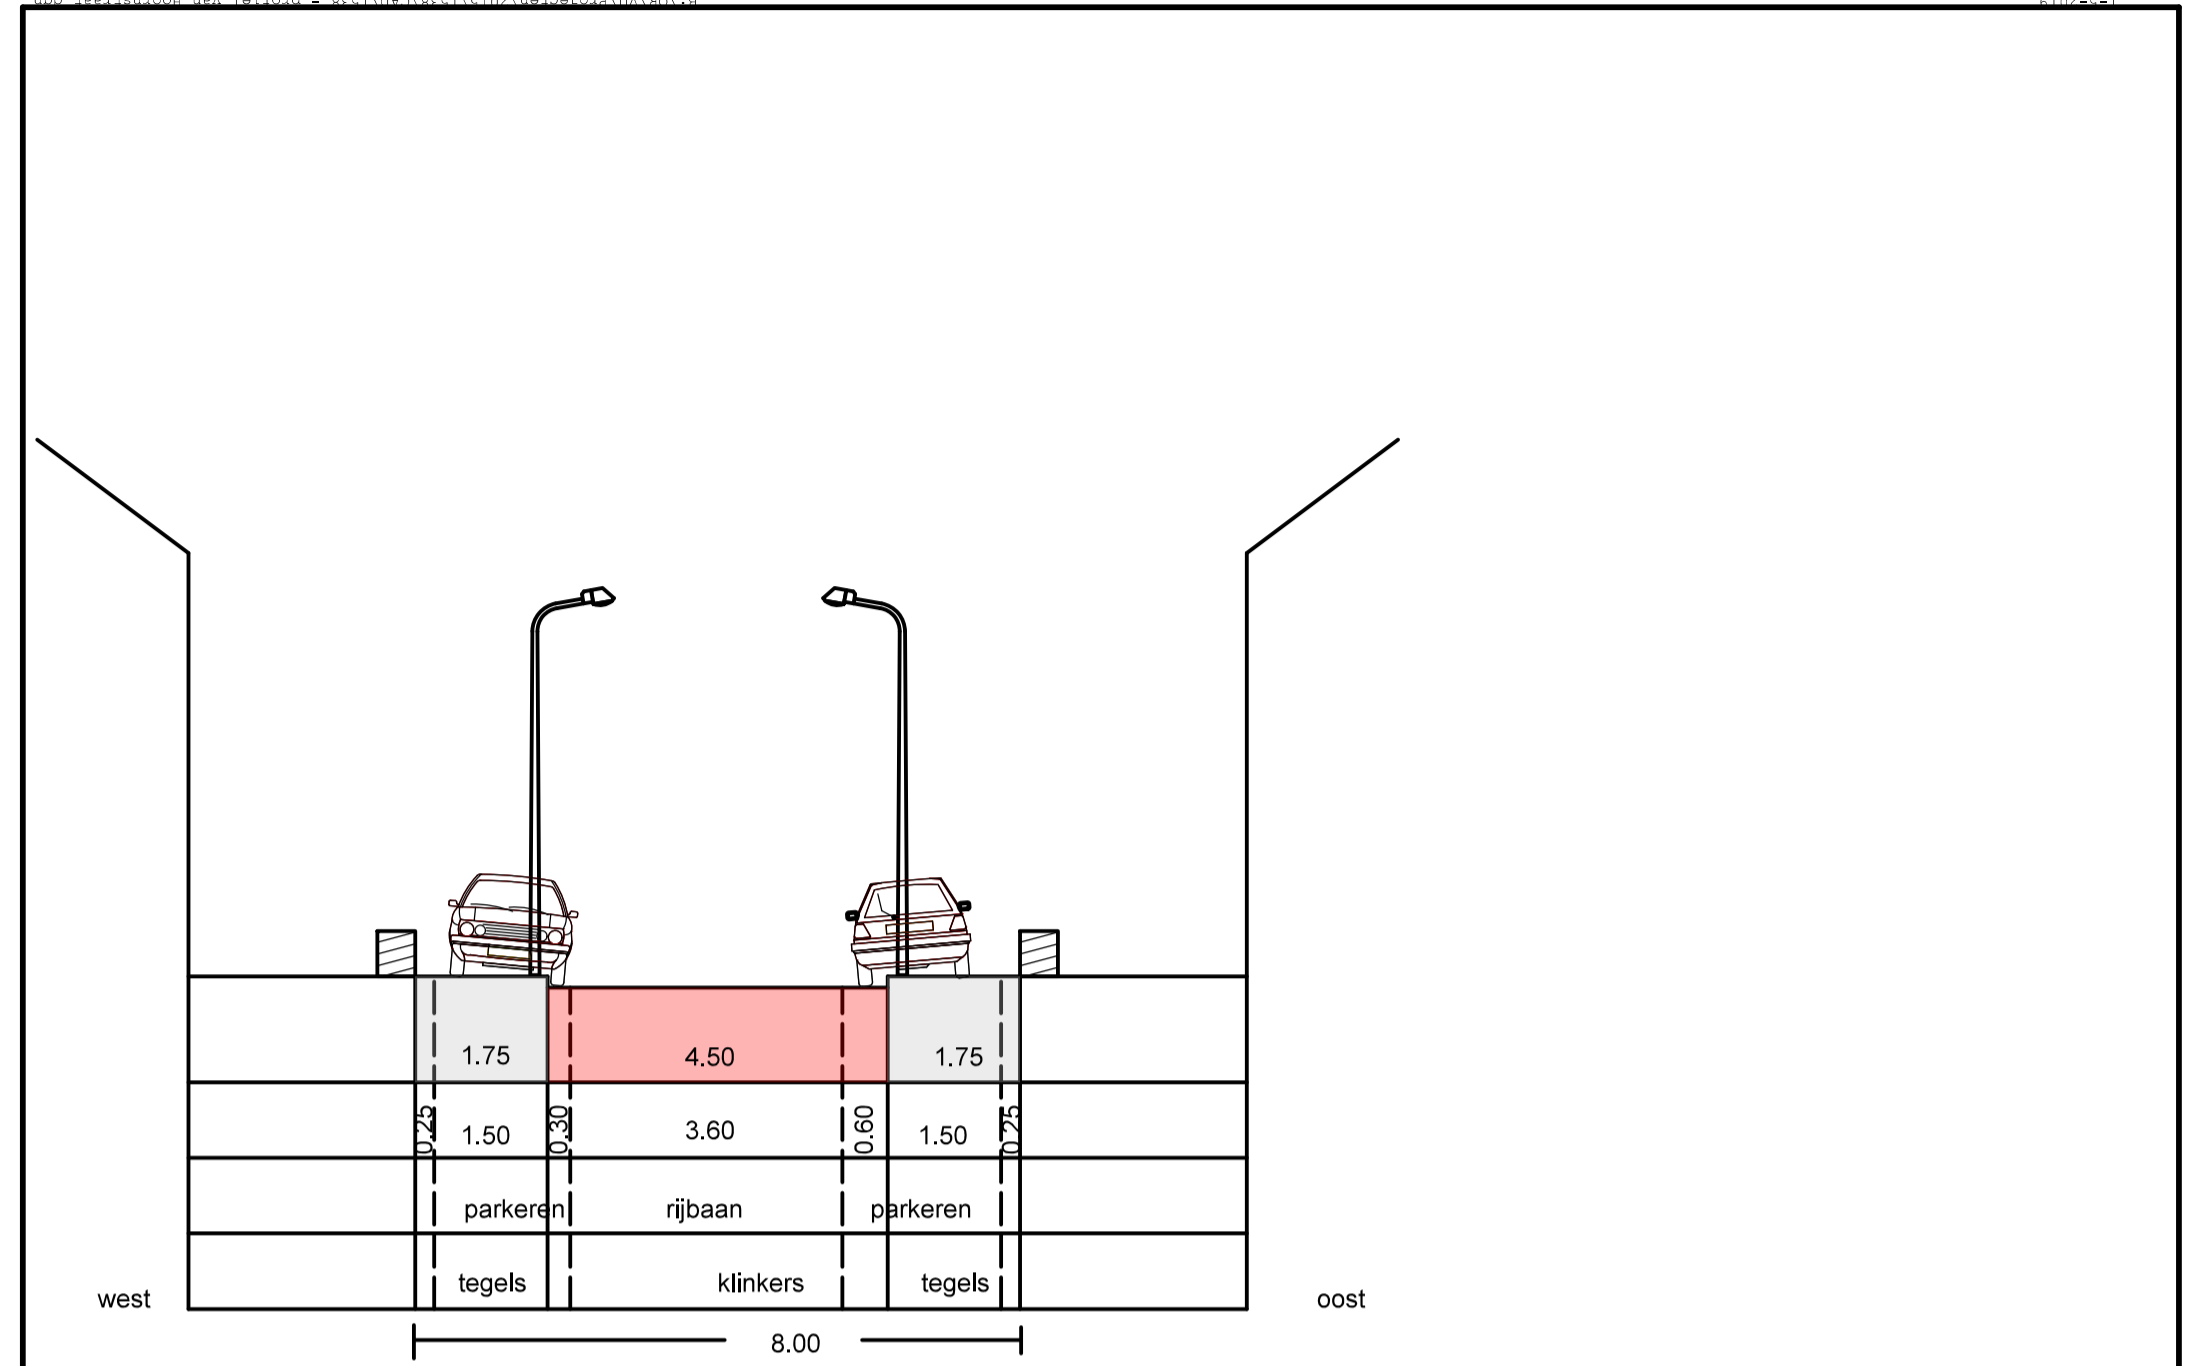 1.75 4.50 1.75
0.25 1.50 0.30 3.60 0.60 1.50 0.25
parkeren rijbaan parkeren
tegels klinkers tegels
west oost
8.00